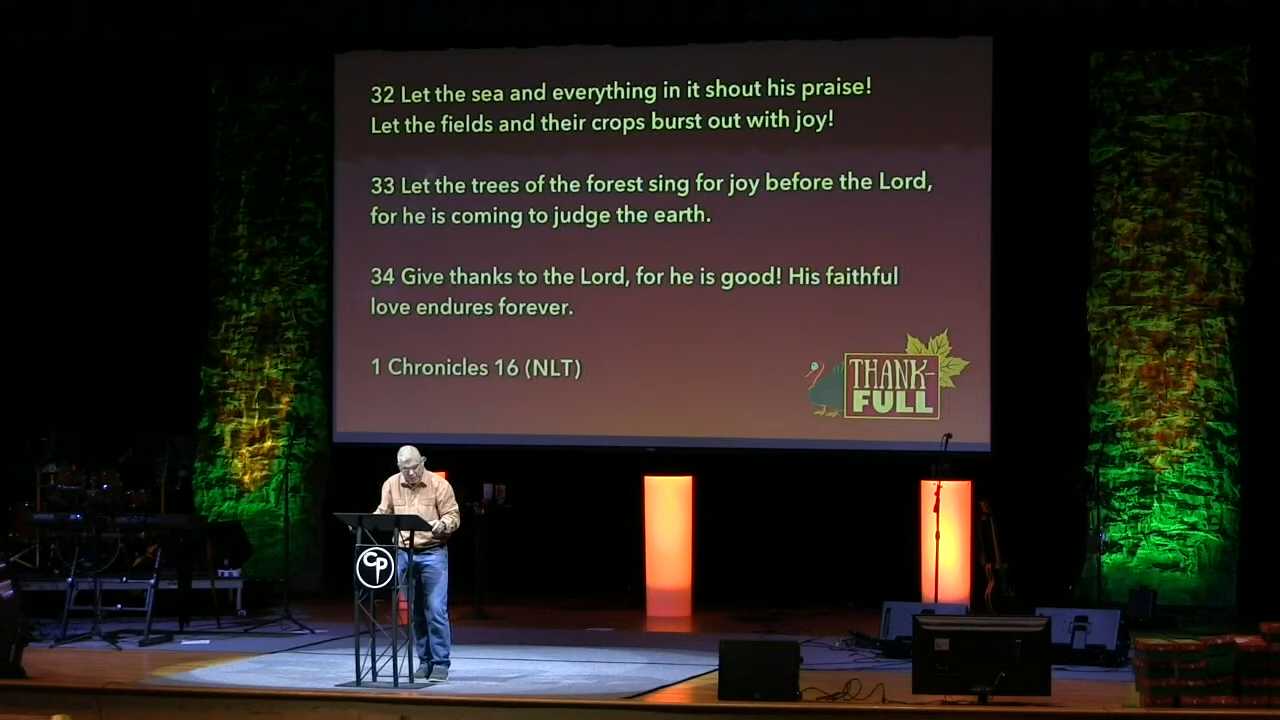 32 Let the sea and everything in it shout his praise!
Let the fields and their crops burst out with joy!
33 Let the trees of the forest sing for joy before the Lord,
for he is coming to judge the earth.
34 Give thanks to the Lord, for he is good! His faithful
love endures forever.
1 Chronicles 16 (NLT)
THANK-
FULL
CP